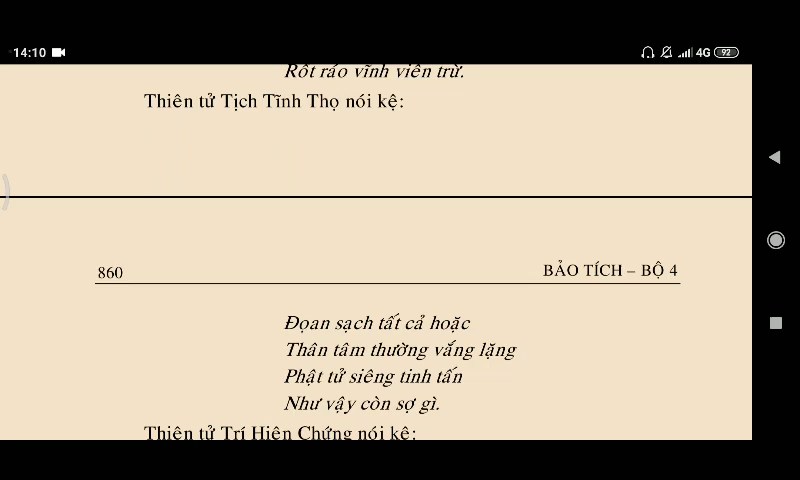 14:10
4G 92
Rốt ráo vĩnh viễn trừ.
Thiên tử Tịch Tĩnh Thọ nói kệ:
860 BẢO TÍCH – BỘ 4
Đọan sạch tất cả hoặc
Thân tâm thường vắng lặng
Phật tử siêng tinh tấn
Như vậy còn sợ gì.
Thiên tử Trí Hiện Chứng nói kệ: